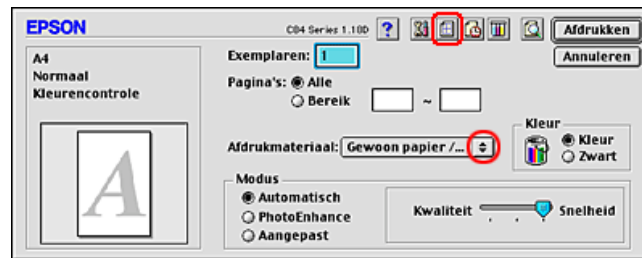 EPSON
C84 Series 1.10D
?
Afdrukken
A4
Normaal
Kleurencontrole
A
Exemplaren: 1
Annuleren
Pagina's: Alle
Bereik ~
Afdrukmateriaal: Gewoon papier /...
Kleur
Kleur
Zwart
Modus
Automatisch
PhotoEnhance
Aangepast
Kwaliteit Snelheid